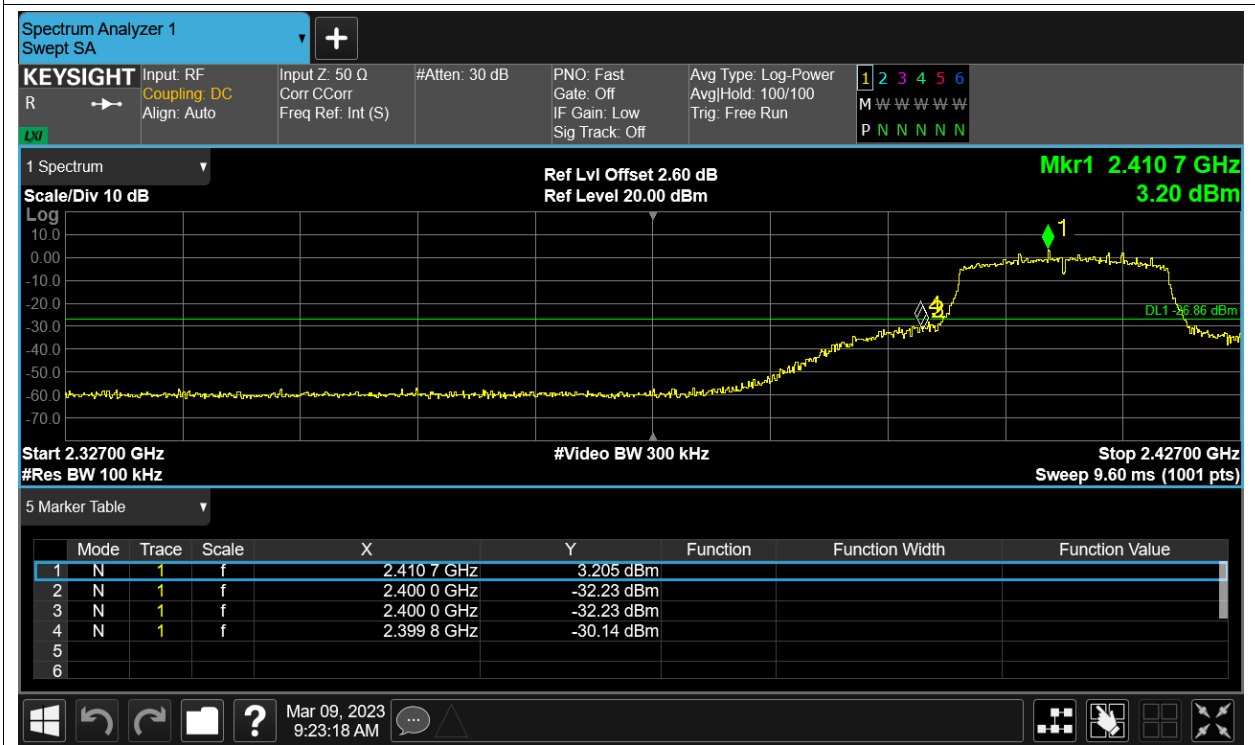 Spectrum Analyzer 1
Swept SA
KEYSIGHT
R
LXI
Input: RF
Coupling: DC
Align: Auto
Input Z: 50 Ω
Corr CCorr
Freq Ref: Int (S)
#Atten: 30 dB
PNO: Fast
Gate: Off
IF Gain: Low
Sig Track: Off
Avg Type: Log-Power
Avg|Hold: 100/100
Trig: Free Run
1 2 3 4 5 6
M W W W W W
P N N N N N
1 Spectrum
Scale/Div 10 dB
Ref Lvl Offset 2.60 dB
Ref Level 20.00 dBm
Mkr1 2.410 7 GHz
3.20 dBm
Log
10.0
0.00
-10.0
-20.0
-30.0
-40.0
-50.0
-60.0
-70.0
1
DL1 -26.86 dBm
Start 2.32700 GHz
#Video BW 300 kHz
Stop 2.42700 GHz
#Res BW 100 kHz
Sweep 9.60 ms (1001 pts)
5 Marker Table
Mode Trace Scale X Y Function Function Width Function Value
1 N 1 f 2.410 7 GHz 3.205 dBm
2 N 1 f 2.400 0 GHz -32.23 dBm
3 N 1 f 2.400 0 GHz -32.23 dBm
4 N 1 f 2.399 8 GHz -30.14 dBm
5
6
?
Mar 09, 2023
9:23:18 AM